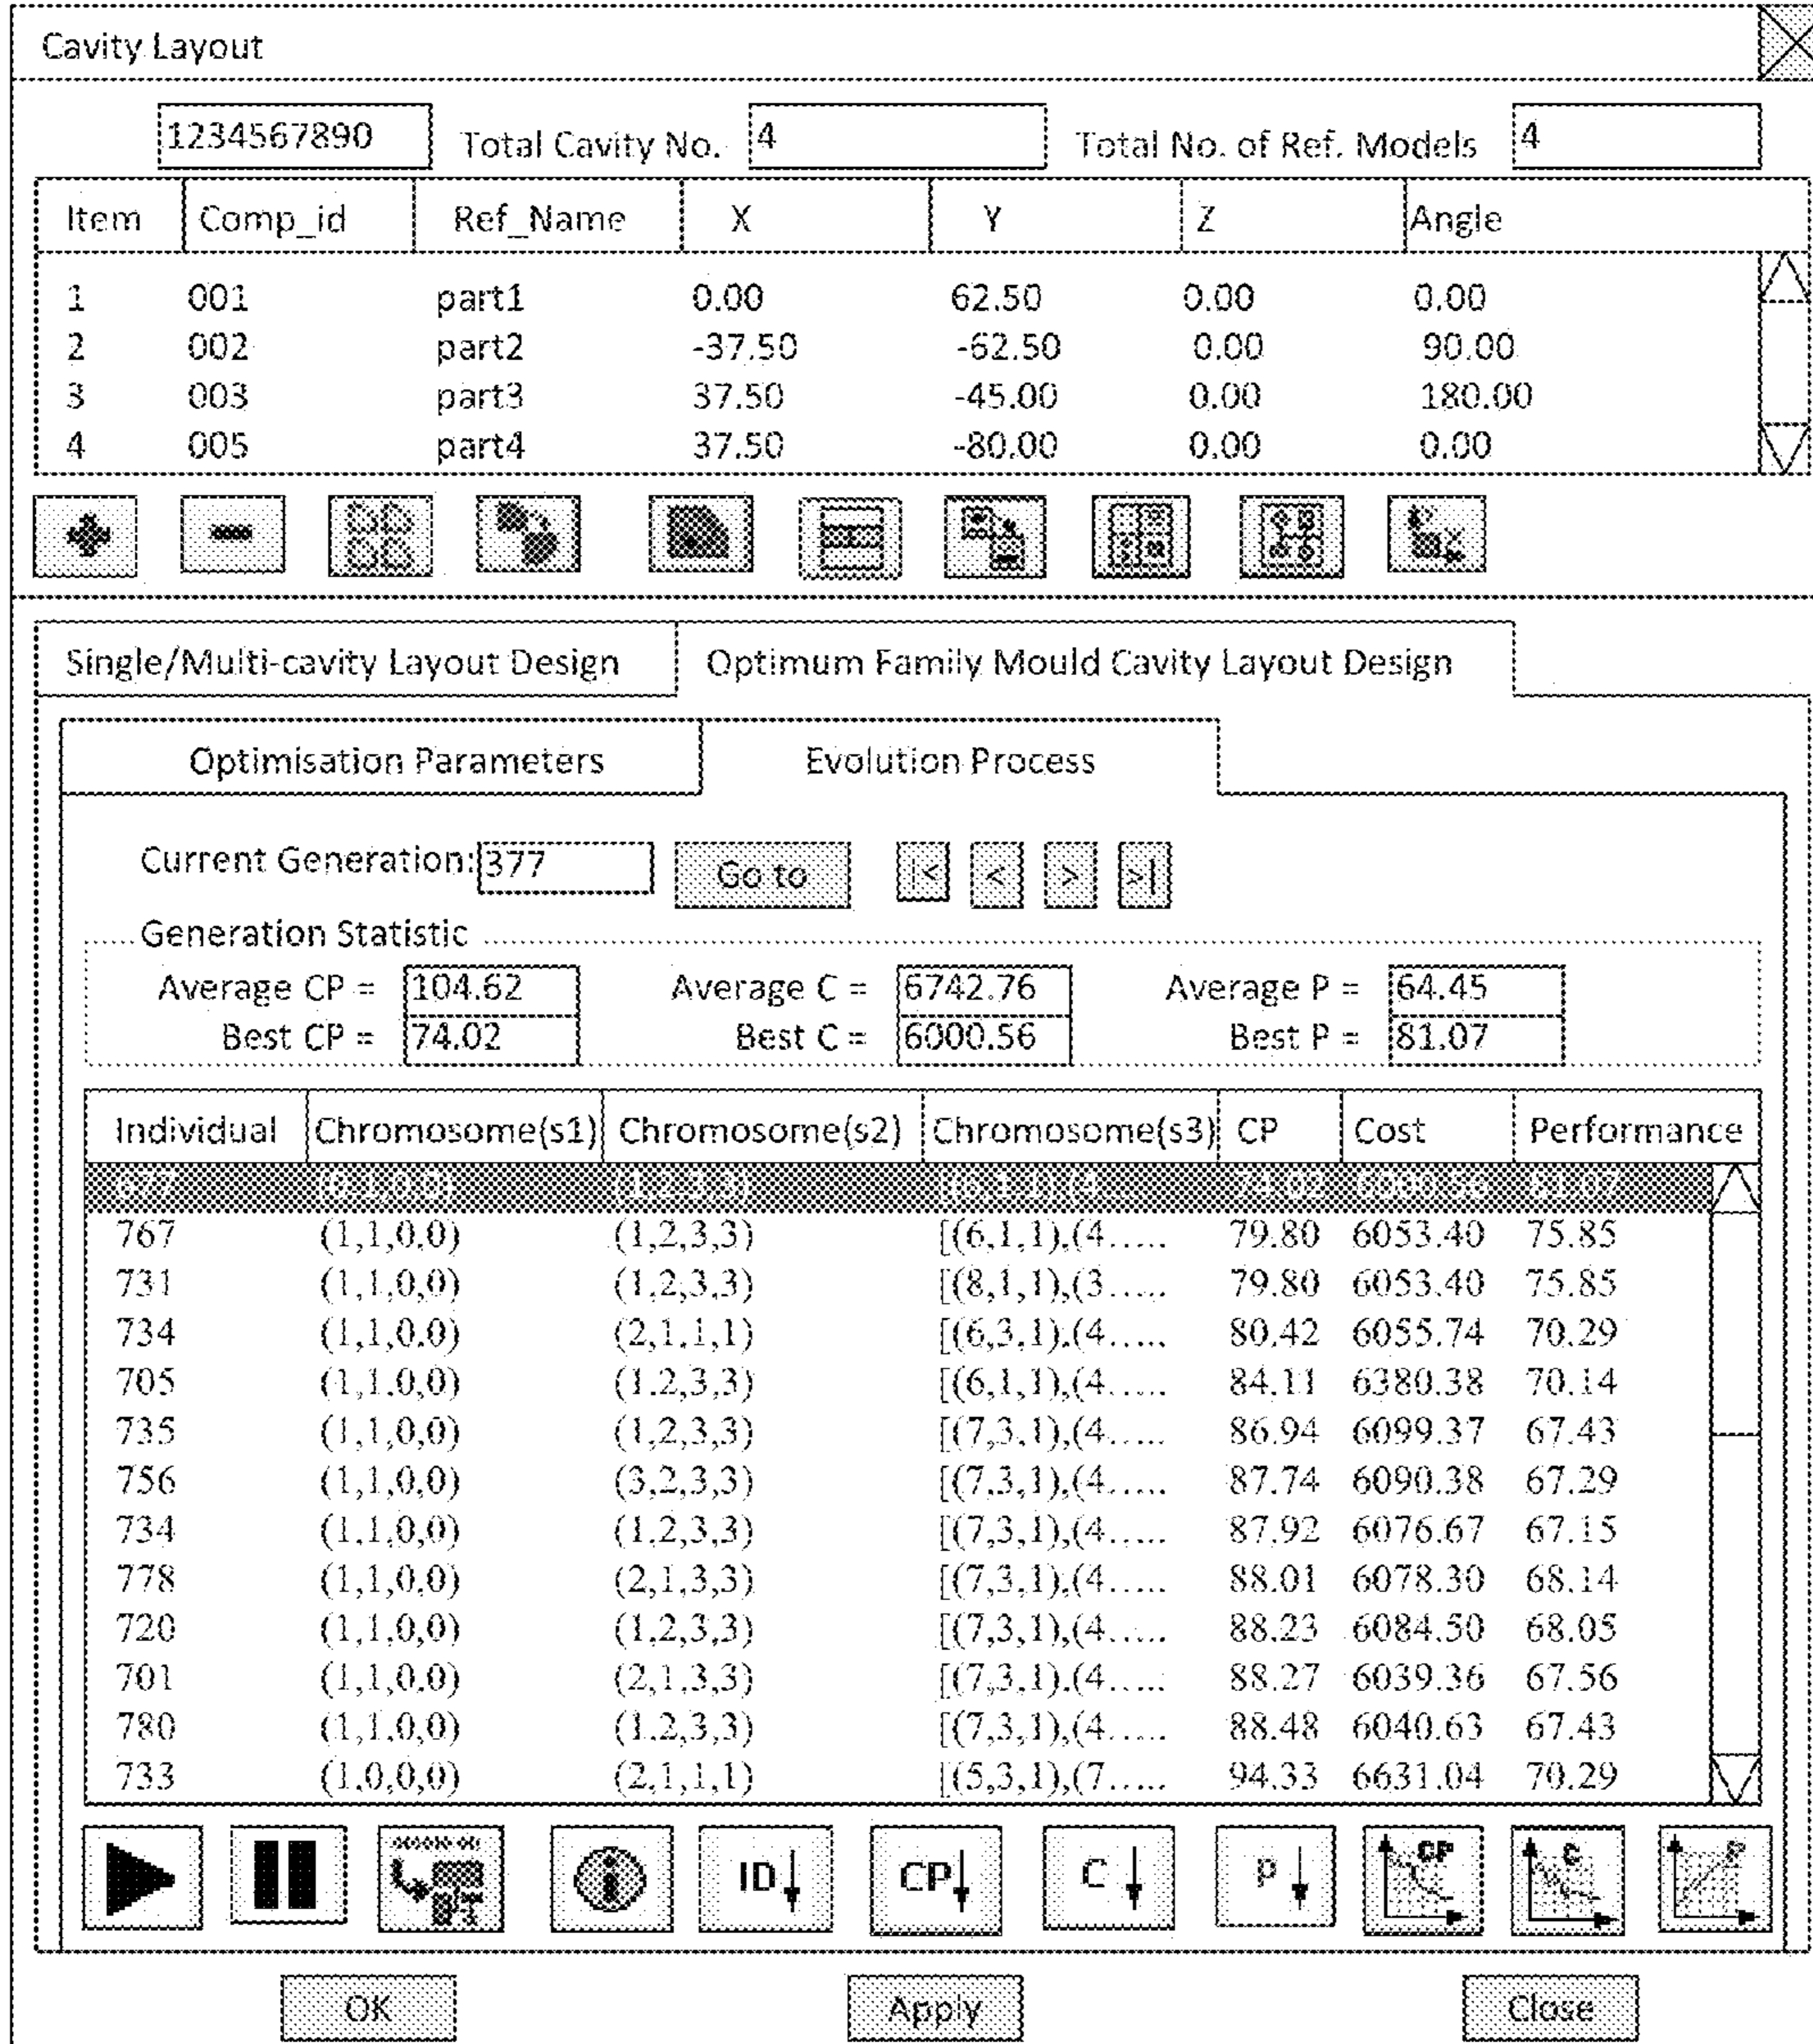 Cavity Layout
1234567890 Total Cavity No. 4 Total No. of Ref. Models 4
Item Comp_id Ref_Name X Y Z Angle
1 001 part1 0.00 62.50 0.00 0.00
2 002 part2 -37.50 -62.50 0.00 90.00
3 003 part3 37.50 -45.00 0.00 180.00
4 005 part4 37.50 -80.00 0.00 0.00
Single/Multi-cavity Layout Design Optimum Family Mould Cavity Layout Design
Optimisation Parameters Evolution Process
Current Generation: 377 Go to |< < > >|
Generation Statistic
Average CP = 104.62 Average C = 6742.76 Average P = 64.45
Best CP = 74.02 Best C = 6000.56 Best P = 81.07
Individual Chromosome(s1) Chromosome(s2) Chromosome(s3) CP Cost Performance
677 (1,2,3,3) [(6,1,1),(4..... 74.02 6000.56 81.07
767 (1,1,0,0) (1,2,3,3) [(6,1,1),(4..... 79.80 6053.40 75.85
731 (1,1,0,0) (1,2,3,3) [(8,1,1),(3..... 79.80 6053.40 75.85
734 (1,1,0,0) (2,1,1,1) [(6,3,1),(4..... 80.42 6055.74 70.29
705 (1,1,0,0) (1,2,3,3) [(6,1,1),(4..... 84.11 6380.38 70.14
735 (1,1,0,0) (1,2,3,3) [(7,3,1),(4..... 86.94 6099.37 67.43
756 (1,1,0,0) (3,2,3,3) [(7,3,1),(4..... 87.74 6090.38 67.29
734 (1,1,0,0) (1,2,3,3) [(7,3,1),(4..... 87.92 6076.67 67.15
778 (1,1,0,0) (2,1,3,3) [(7,3,1),(4..... 88.01 6078.30 68.14
720 (1,1,0,0) (1,2,3,3) [(7,3,1),(4..... 88.23 6084.50 68.05
701 (1,1,0,0) (2,1,3,3) [(7,3,1),(4..... 88.27 6039.36 67.56
780 (1,1,0,0) (1,2,3,3) [(7,3,1),(4..... 88.48 6040.63 67.43
733 (1,0,0,0) (2,1,1,1) [(5,3,1),(7..... 94.33 6631.04 70.29
ID CP C P CP C P
OK Apply Close